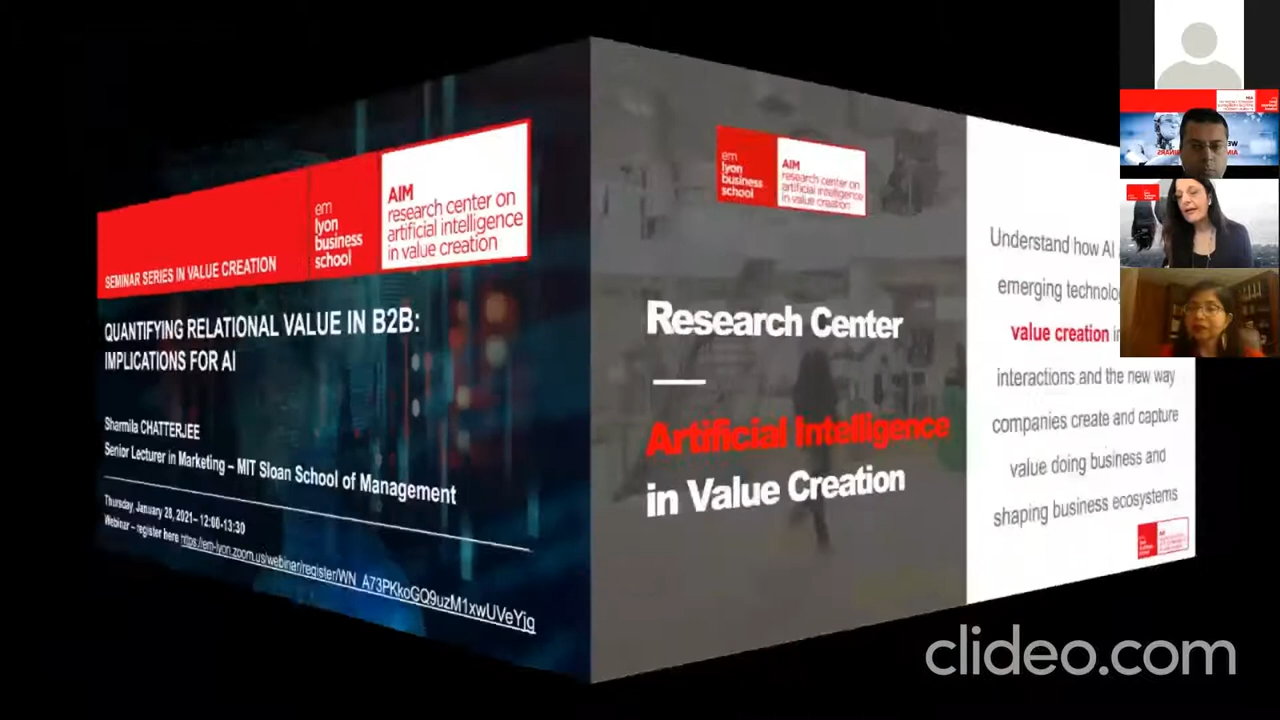 SEMINAR SERIES IN VALUE CREATION
em
lyon
business
school
AIM
research center on
artificial intelligence
in value creation
QUANTIFYING RELATIONAL VALUE IN B2B:
IMPLICATIONS FOR AI
Sharmila CHATTERJEE
Senior Lecturer in Marketing – MIT Sloan School of Management
Thursday, January 28, 2021– 12:00-13:30
Webinar – register here https://em-lyon.zoom.us/webinar/register/WN_A73PKkoGQ9uzM1xwUVeYjg
em
lyon
business
school
AIM
research center on
artificial intelligence
in value creation
Research Center
Artificial Intelligence
in Value Creation
Understand how AI
emerging technolo
value creation in
interactions and the new way
companies create and capture
value doing business and
shaping business ecosystems
clideo.com